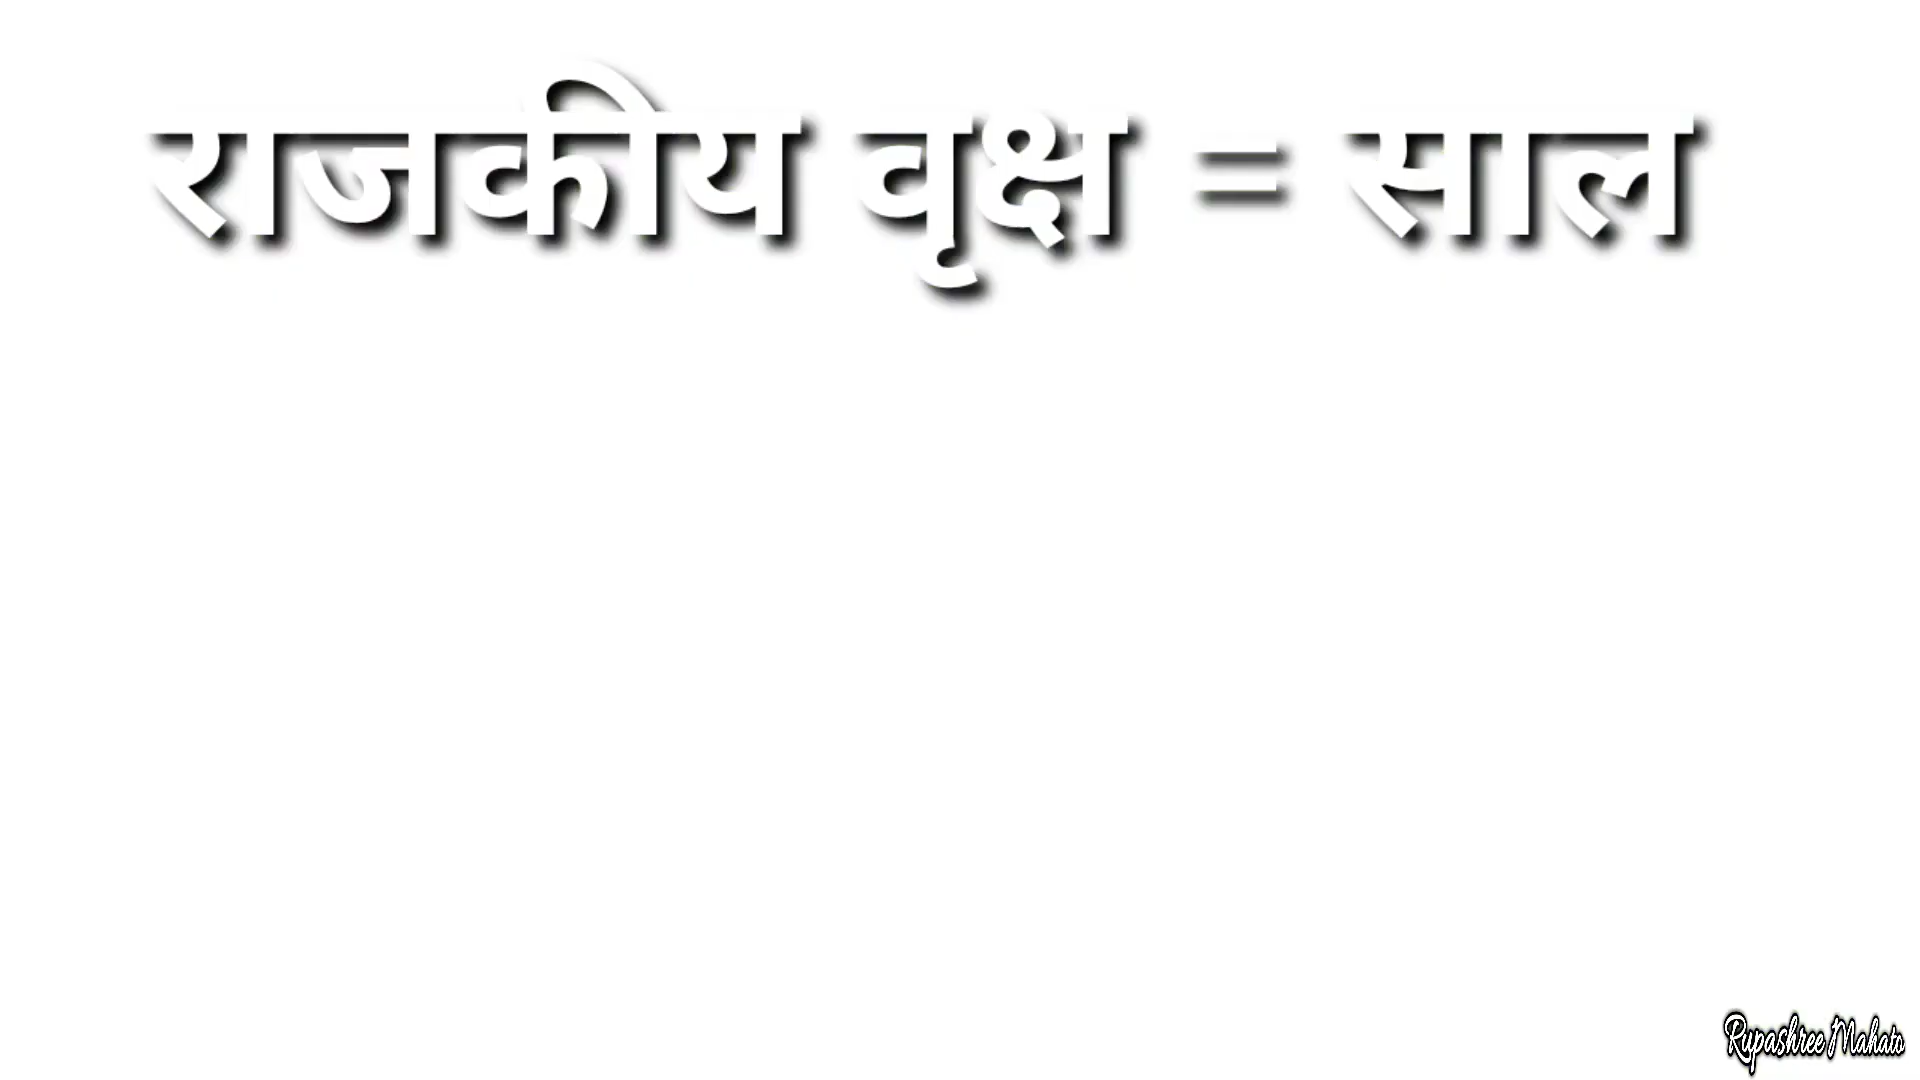 राजकीय वृक्ष = साल
Rupashree Mahato